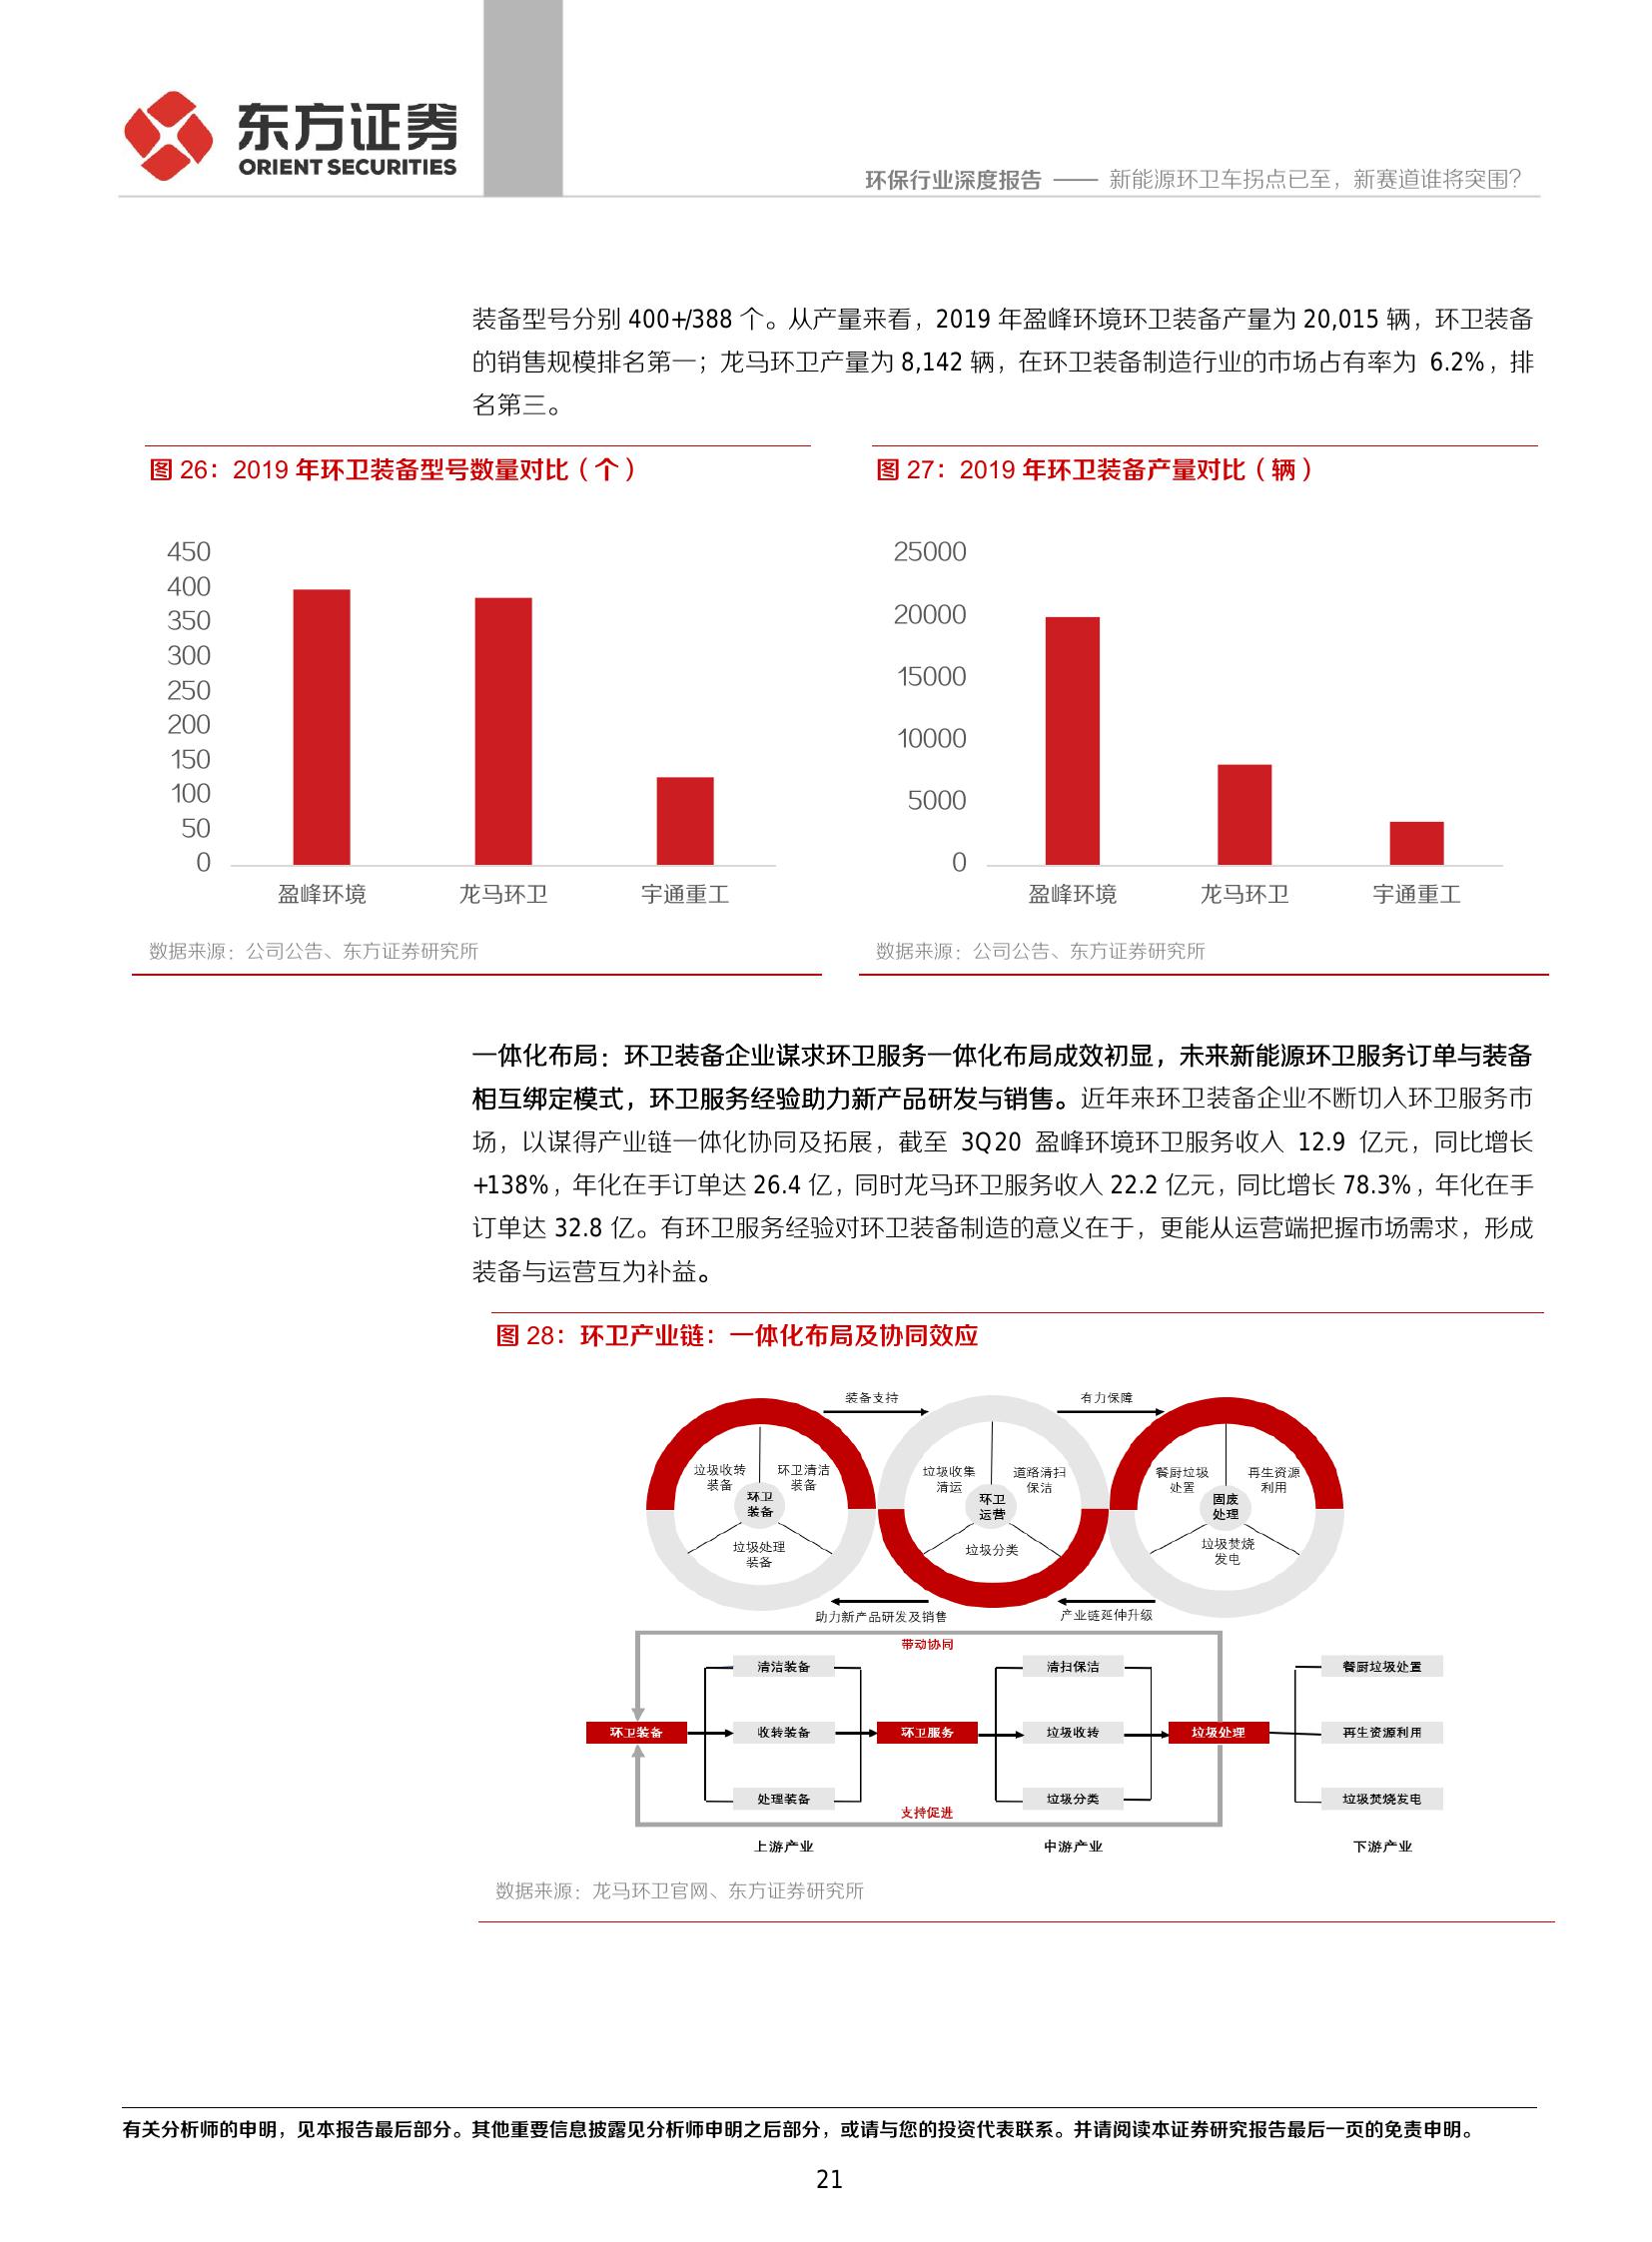 东方证券
ORIENT SECURITIES
环保行业深度报告 —— 新能源环卫车拐点已至，新赛道谁将突围？
装备型号分别 400+/388 个。从产量来看，2019 年盈峰环境环卫装备产量为 20,015 辆，环卫装备
的销售规模排名第一；龙马环卫产量为 8,142 辆，在环卫装备制造行业的市场占有率为 6.2%，排
名第三。
图 26：2019 年环卫装备型号数量对比（个）
450
400
350
300
250
200
150
100
50
0
盈峰环境 龙马环卫 宇通重工
数据来源：公司公告、东方证券研究所
图 27：2019 年环卫装备产量对比（辆）
25000
20000
15000
10000
5000
0
盈峰环境 龙马环卫 宇通重工
数据来源：公司公告、东方证券研究所
一体化布局：环卫装备企业谋求环卫服务一体化布局成效初显，未来新能源环卫服务订单与装备
相互绑定模式，环卫服务经验助力新产品研发与销售。近年来环卫装备企业不断切入环卫服务市
场，以谋得产业链一体化协同及拓展，截至 3Q20 盈峰环境环卫服务收入 12.9 亿元，同比增长
+138%，年化在手订单达 26.4 亿，同时龙马环卫服务收入 22.2 亿元，同比增长 78.3%，年化在手
订单达 32.8 亿。有环卫服务经验对环卫装备制造的意义在于，更能从运营端把握市场需求，形成
装备与运营互为补益。
图 28：环卫产业链：一体化布局及协同效应
装备支持 有力保障
垃圾收转
装备
环卫清洁
装备
环卫
装备
垃圾处理
装备
垃圾收集
清运
道路清扫
保洁
环卫
运营
垃圾分类
餐厨垃圾
处置
再生资源
利用
固废
处理
垃圾焚烧
发电
助力新产品研发及销售 产业链延伸升级
带动协同
清洁装备 清扫保洁 餐厨垃圾处置
环卫装备 收转装备 环卫服务 垃圾收转 垃圾处理 再生资源利用
处理装备 垃圾分类 垃圾焚烧发电
支持促进
上游产业 中游产业 下游产业
数据来源：龙马环卫官网、东方证券研究所
有关分析师的申明，见本报告最后部分。其他重要信息披露见分析师申明之后部分，或请与您的投资代表联系。并请阅读本证券研究报告最后一页的免责申明。
21